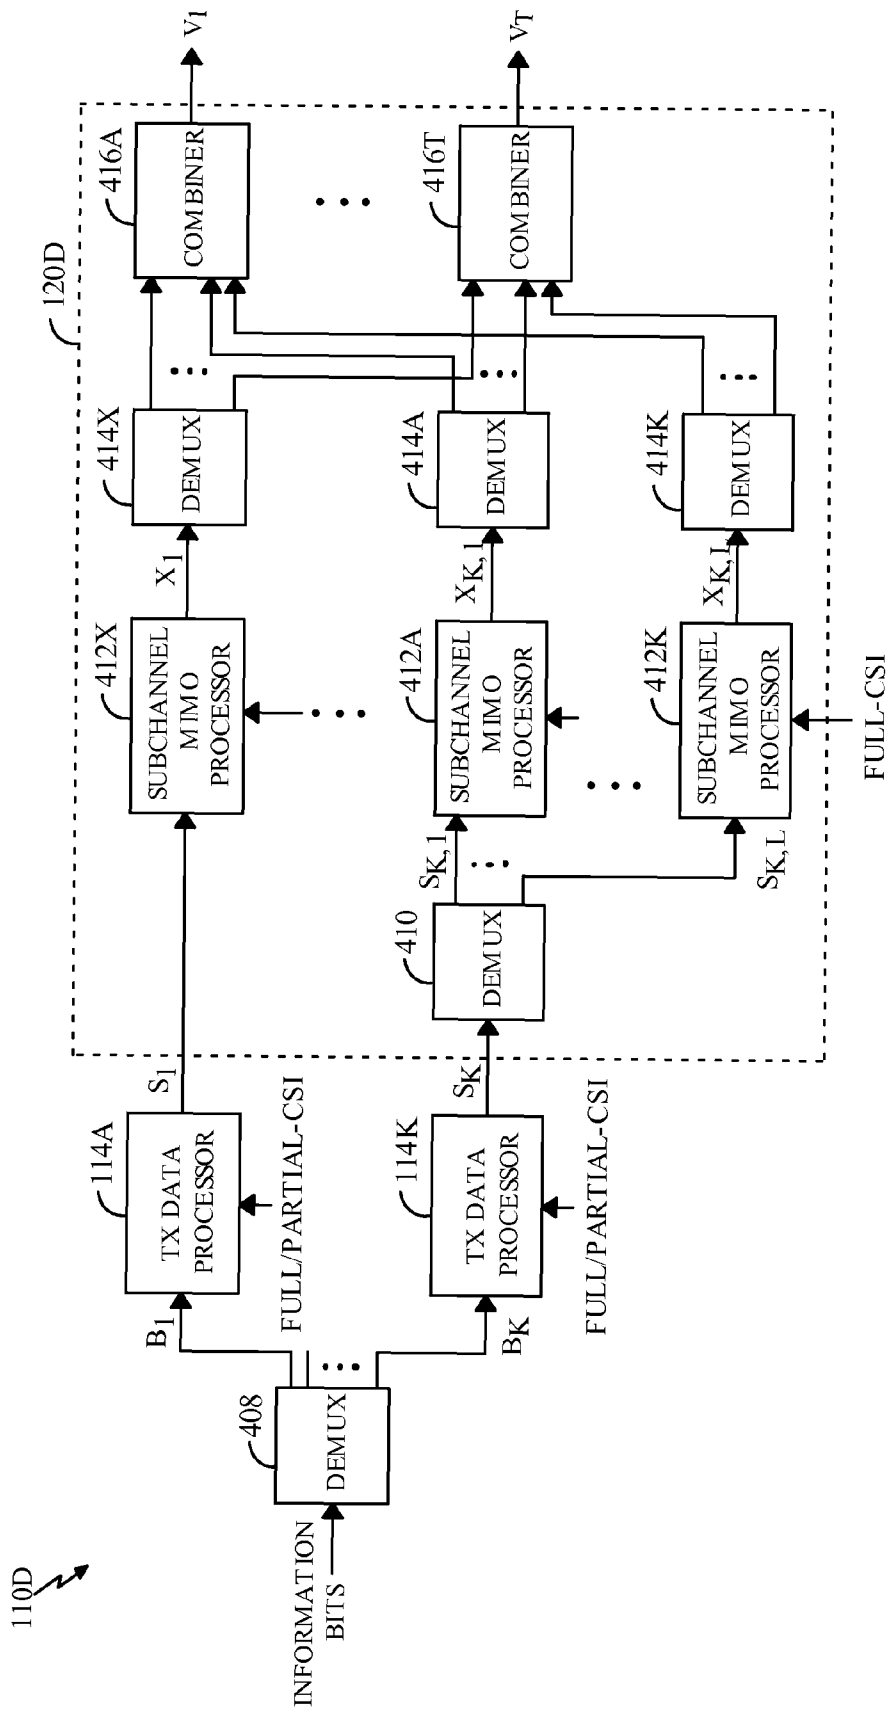 110D
INFORMATION
BITS
408
DEMUX
B1
BK
114A
TX DATA
PROCESSOR
FULL/PARTIAL-CSI
114K
TX DATA
PROCESSOR
FULL/PARTIAL-CSI
S1
SK
120D
410
DEMUX
SK,1
SK,L
412X
SUBCHANNEL
MIMO
PROCESSOR
412A
SUBCHANNEL
MIMO
PROCESSOR
412K
SUBCHANNEL
MIMO
PROCESSOR
FULL-CSI
X1
XK,1
XK,L
414X
DEMUX
414A
DEMUX
414K
DEMUX
416A
COMBINER
416T
COMBINER
V1
VT